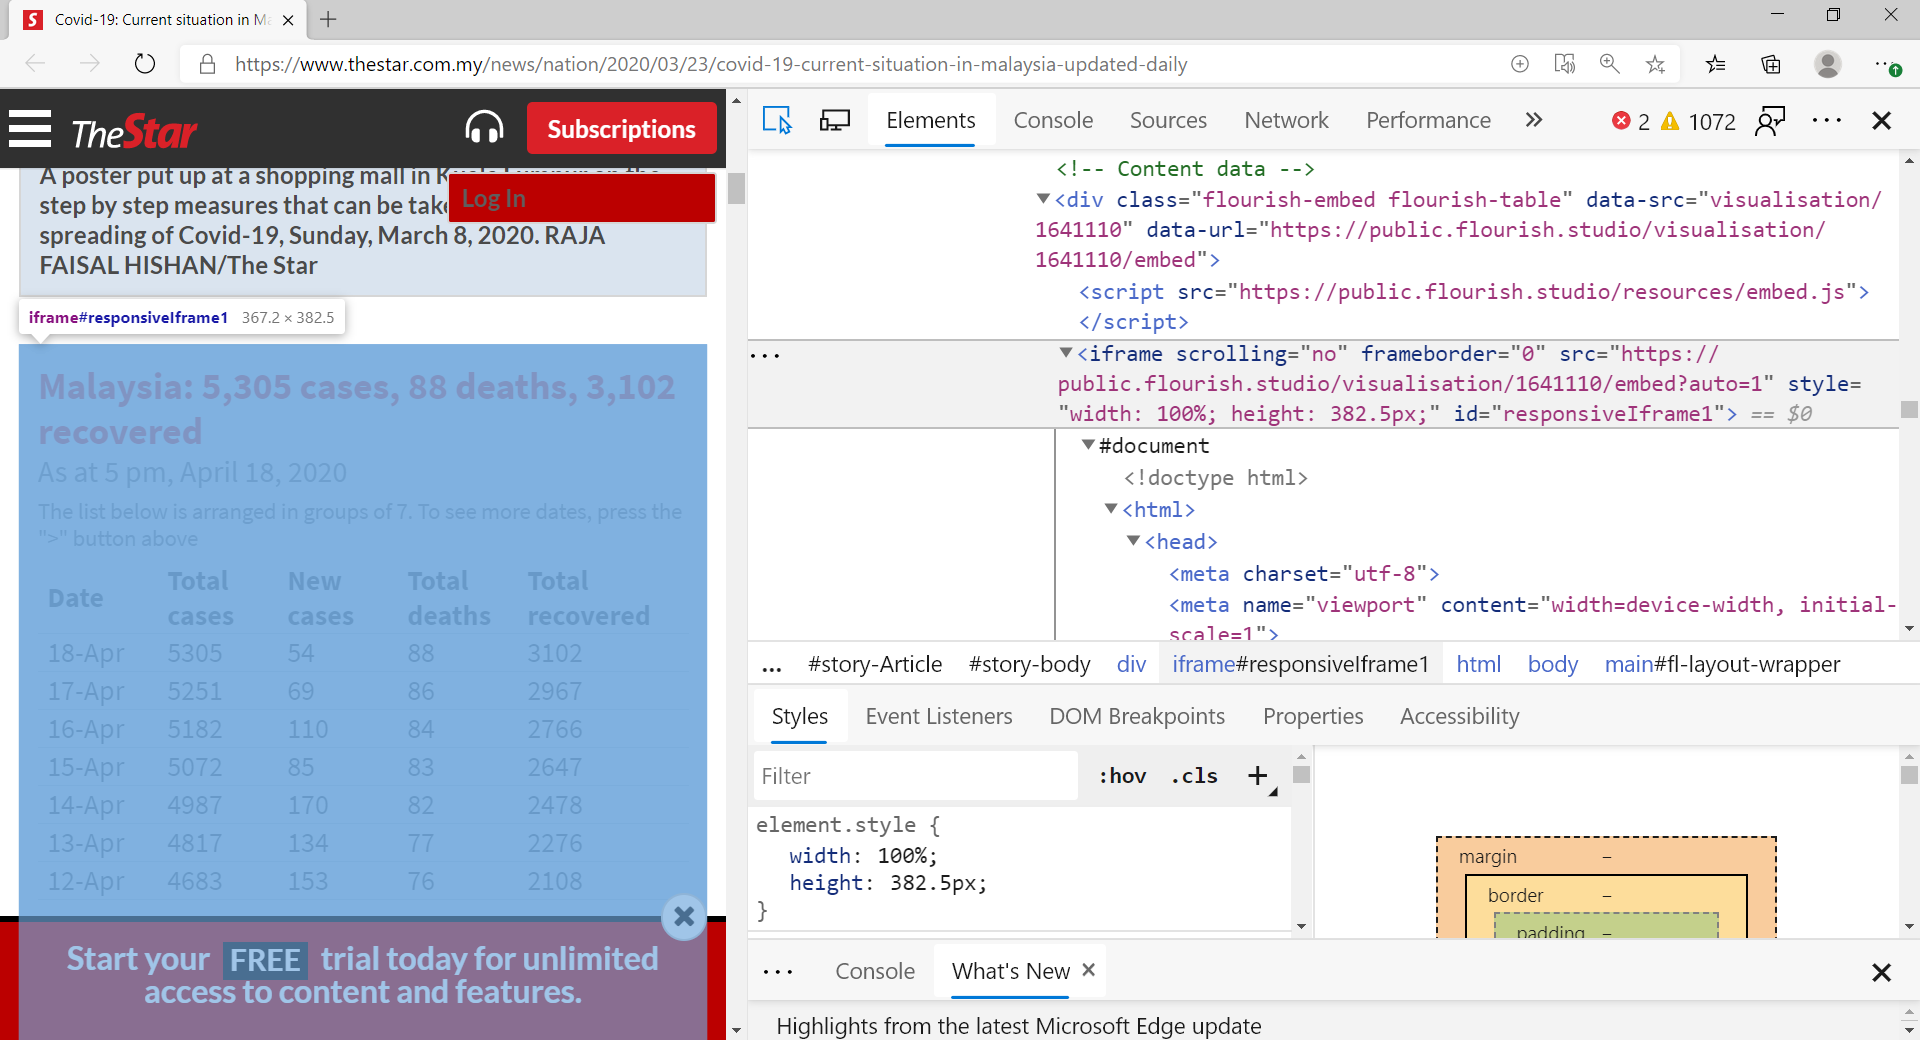 Covid-19: Current situation in Ma
https://www.thestar.com.my/news/nation/2020/03/23/covid-19-current-situation-in-malaysia-updated-daily
TheStar
Subscriptions
Log In
A poster put up at a shopping mall in
step by step measures that can be take
spreading of Covid-19, Sunday, March 8, 2020. RAJA
FAISAL HISHAN/The Star
iframe#responsiveIframe1 367.2 × 382.5
Malaysia: 5,305 cases, 88 deaths, 3,102
recovered
As at 5 pm, April 18, 2020
The list below is arranged in groups of 7. To see more dates, press the
">" button above
Date Total cases New cases Total deaths Total recovered
18-Apr 5305 54 88 3102
17-Apr 5251 69 86 2967
16-Apr 5182 110 84 2766
15-Apr 5072 85 83 2647
14-Apr 4987 170 82 2478
13-Apr 4817 134 77 2276
12-Apr 4683 153 76 2108
Start your FREE trial today for unlimited
access to content and features.
Elements Console Sources Network Performance » 2 1072
<!-- Content data -->
<div class="flourish-embed flourish-table" data-src="visualisation/
1641110" data-url="https://public.flourish.studio/visualisation/
1641110/embed">
<script src="https://public.flourish.studio/resources/embed.js">
</script>
... <iframe scrolling="no" frameborder="0" src="https://
public.flourish.studio/visualisation/1641110/embed?auto=1" style=
"width: 100%; height: 382.5px;" id="responsiveIframe1"> == $0
#document
<!doctype html>
<html>
<head>
<meta charset="utf-8">
<meta name="viewport" content="width=device-width, initial-
scale=1">
... #story-Article #story-body div iframe#responsiveIframe1 html body main#fl-layout-wrapper
Styles Event Listeners DOM Breakpoints Properties Accessibility
Filter :hov .cls +
element.style {
width: 100%;
height: 382.5px;
}
margin –
border –
padding –
... Console What's New
Highlights from the latest Microsoft Edge update